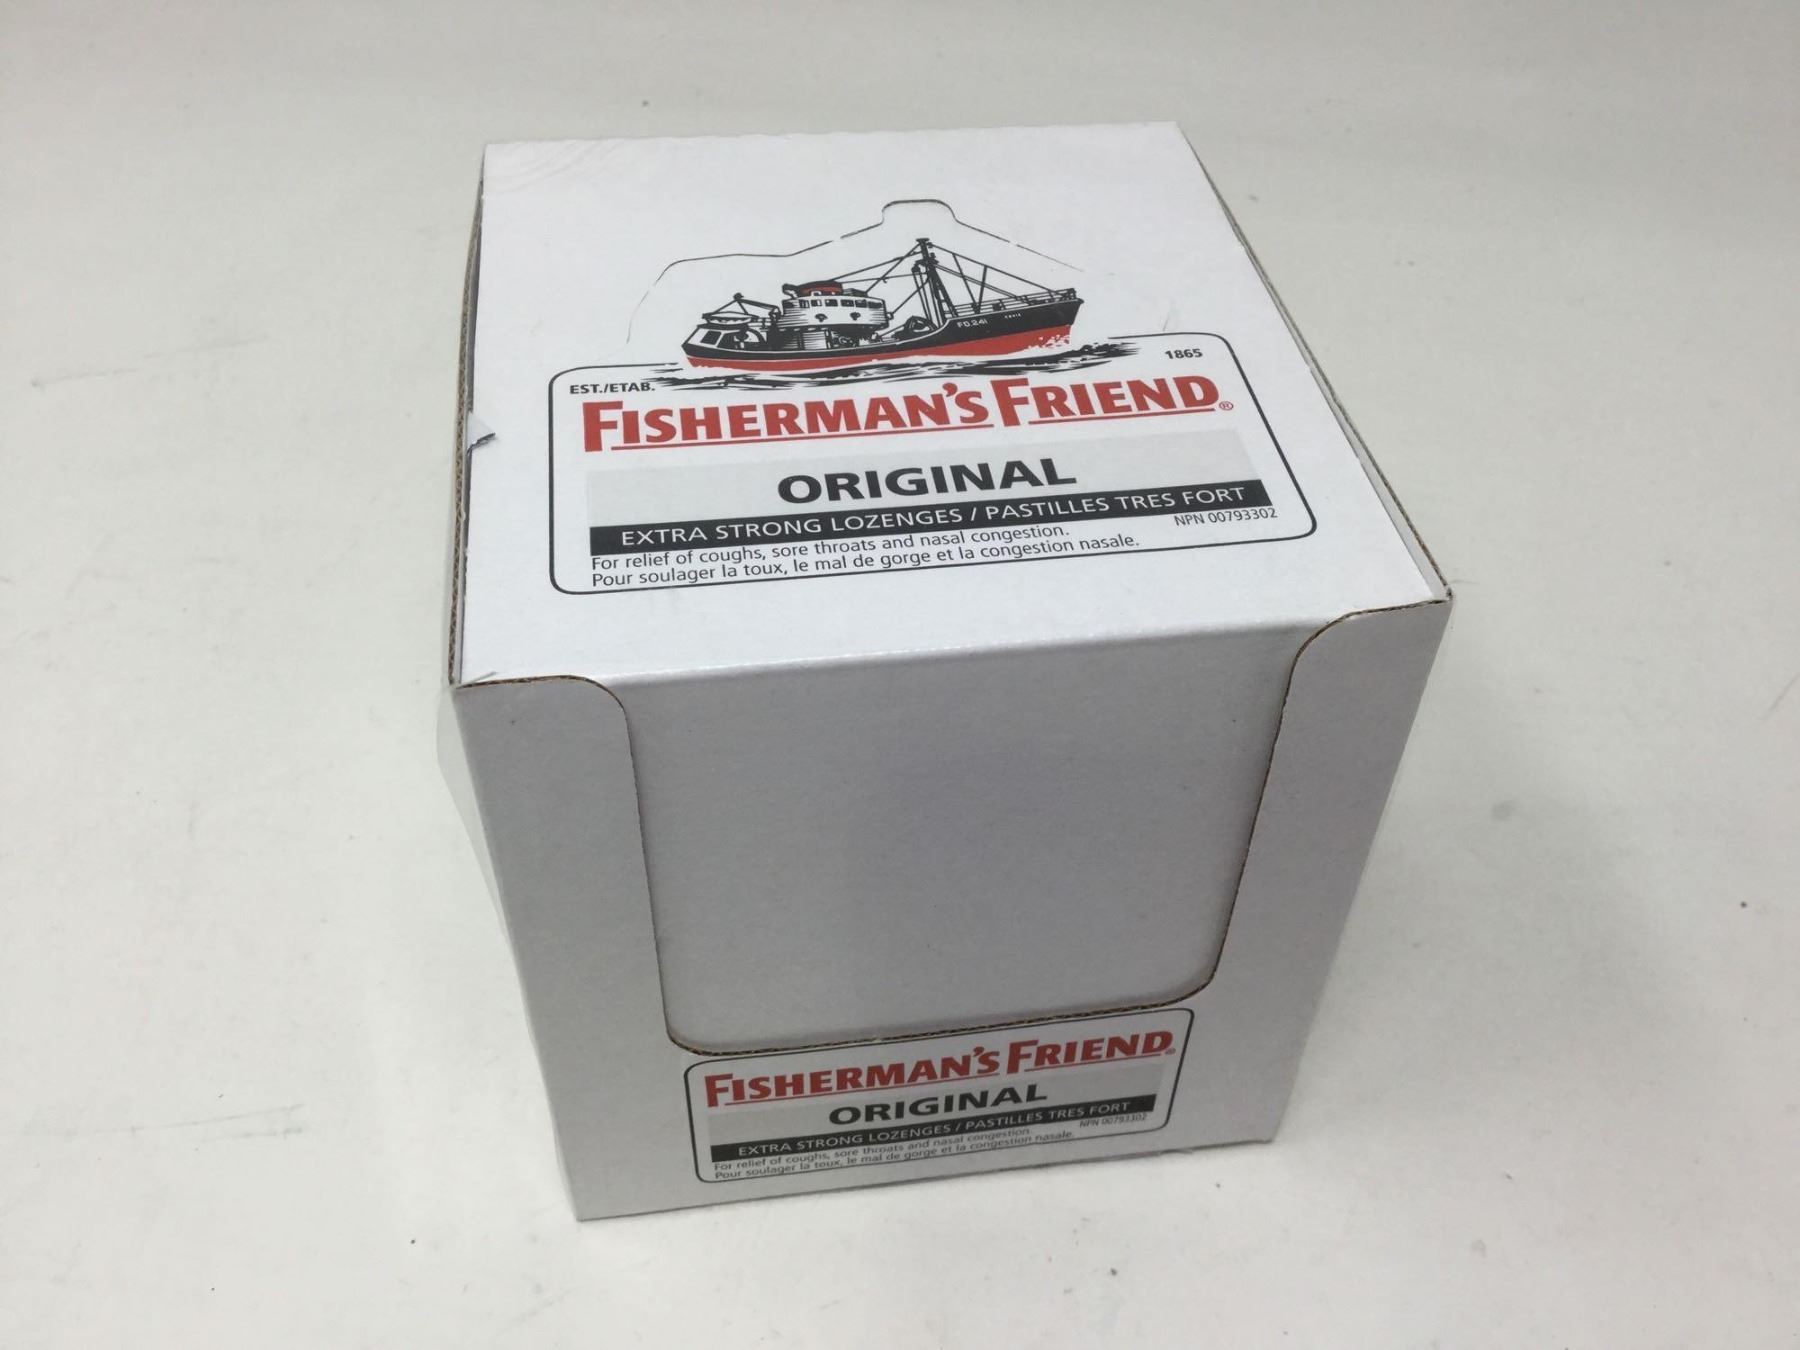 FD.241
EST./ETAB.
1865
FISHERMAN'S FRIEND®
ORIGINAL
EXTRA STRONG LOZENGES / PASTILLES TRES FORT
NPN 00793302
For relief of coughs, sore throats and nasal congestion.
Pour soulager la toux, le mal de gorge et la congestion nasale.
FISHERMAN'S FRIEND®
ORIGINAL
EXTRA STRONG LOZENGES / PASTILLES TRES FORT
NPN 00793302
For relief of coughs, sore throats and nasal congestion.
Pour soulager la toux, le mal de gorge et la congestion nasale.